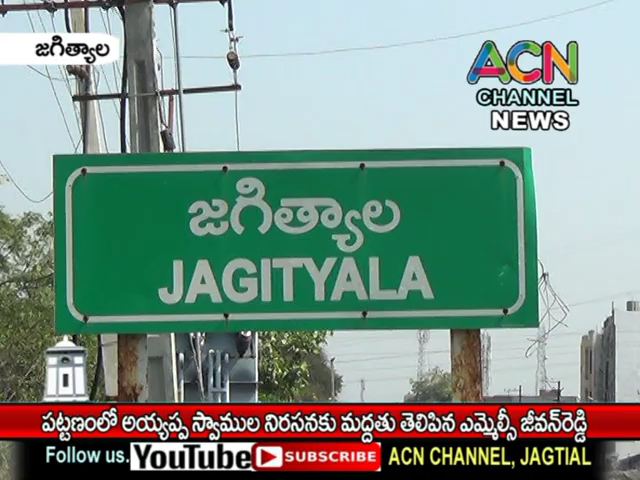 జగిత్యాల
ACN
CHANNEL
NEWS
జగిత్యాల
JAGITYALA
పట్టణంలో అయ్యప్ప స్వాముల నిరసనకు మద్దతు తెలిపిన ఎమ్మెల్సీ జీవన్‌రెడ్డి
Follow us. YouTube SUBSCRIBE ACN CHANNEL, JAGTIAL